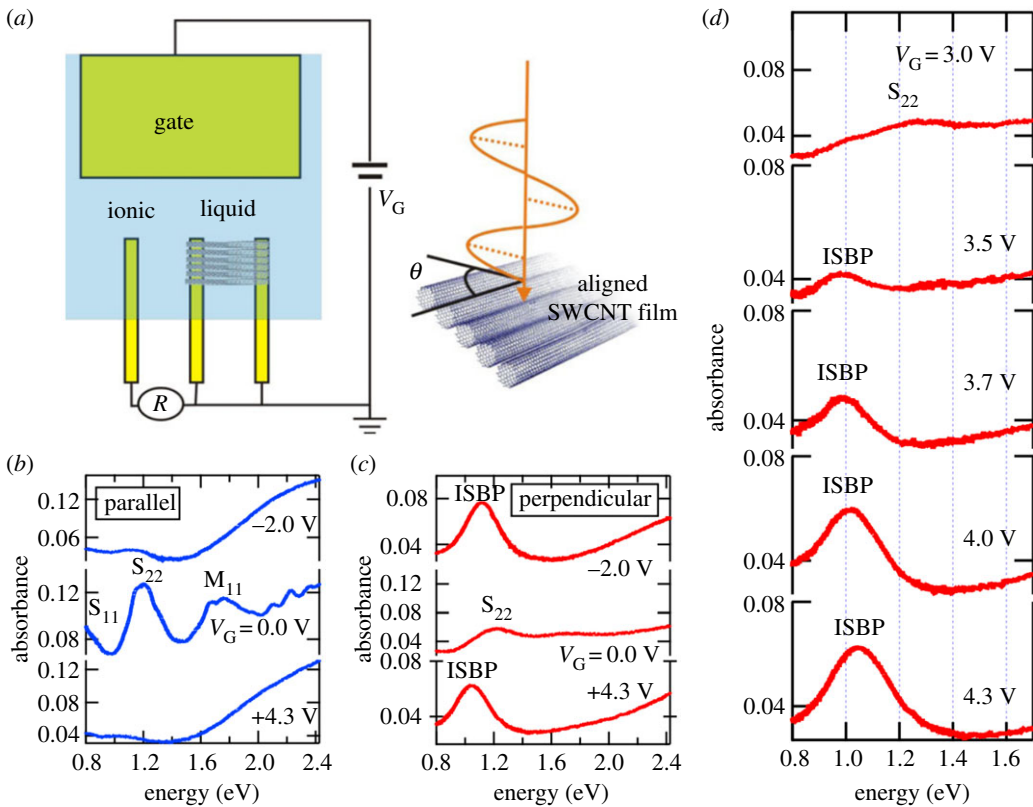 (a)
gate
ionic
liquid
V_G
R
θ
aligned
SWCNT film
(b)
parallel
absorbance
0.12
0.06
–2.0 V
S11
S22
M11
0.12
0.08
V_G = 0.0 V
0.12
0.08
0.04
+4.3 V
0.8 1.2 1.6 2.0 2.4
energy (eV)
(c)
perpendicular
absorbance
ISBP
0.08
0.04
–2.0 V
S22
0.12
0.08
0.04
V_G = 0.0 V
ISBP
0.08
0.04
+4.3 V
0.8 1.2 1.6 2.0 2.4
energy (eV)
(d)
absorbance
V_G = 3.0 V
0.08
S22
0.04
0.08
ISBP
3.5 V
0.04
0.08
ISBP
3.7 V
0.04
0.08
ISBP
4.0 V
0.04
0.08
ISBP
4.3 V
0.04
0.8 1.0 1.2 1.4 1.6
energy (eV)